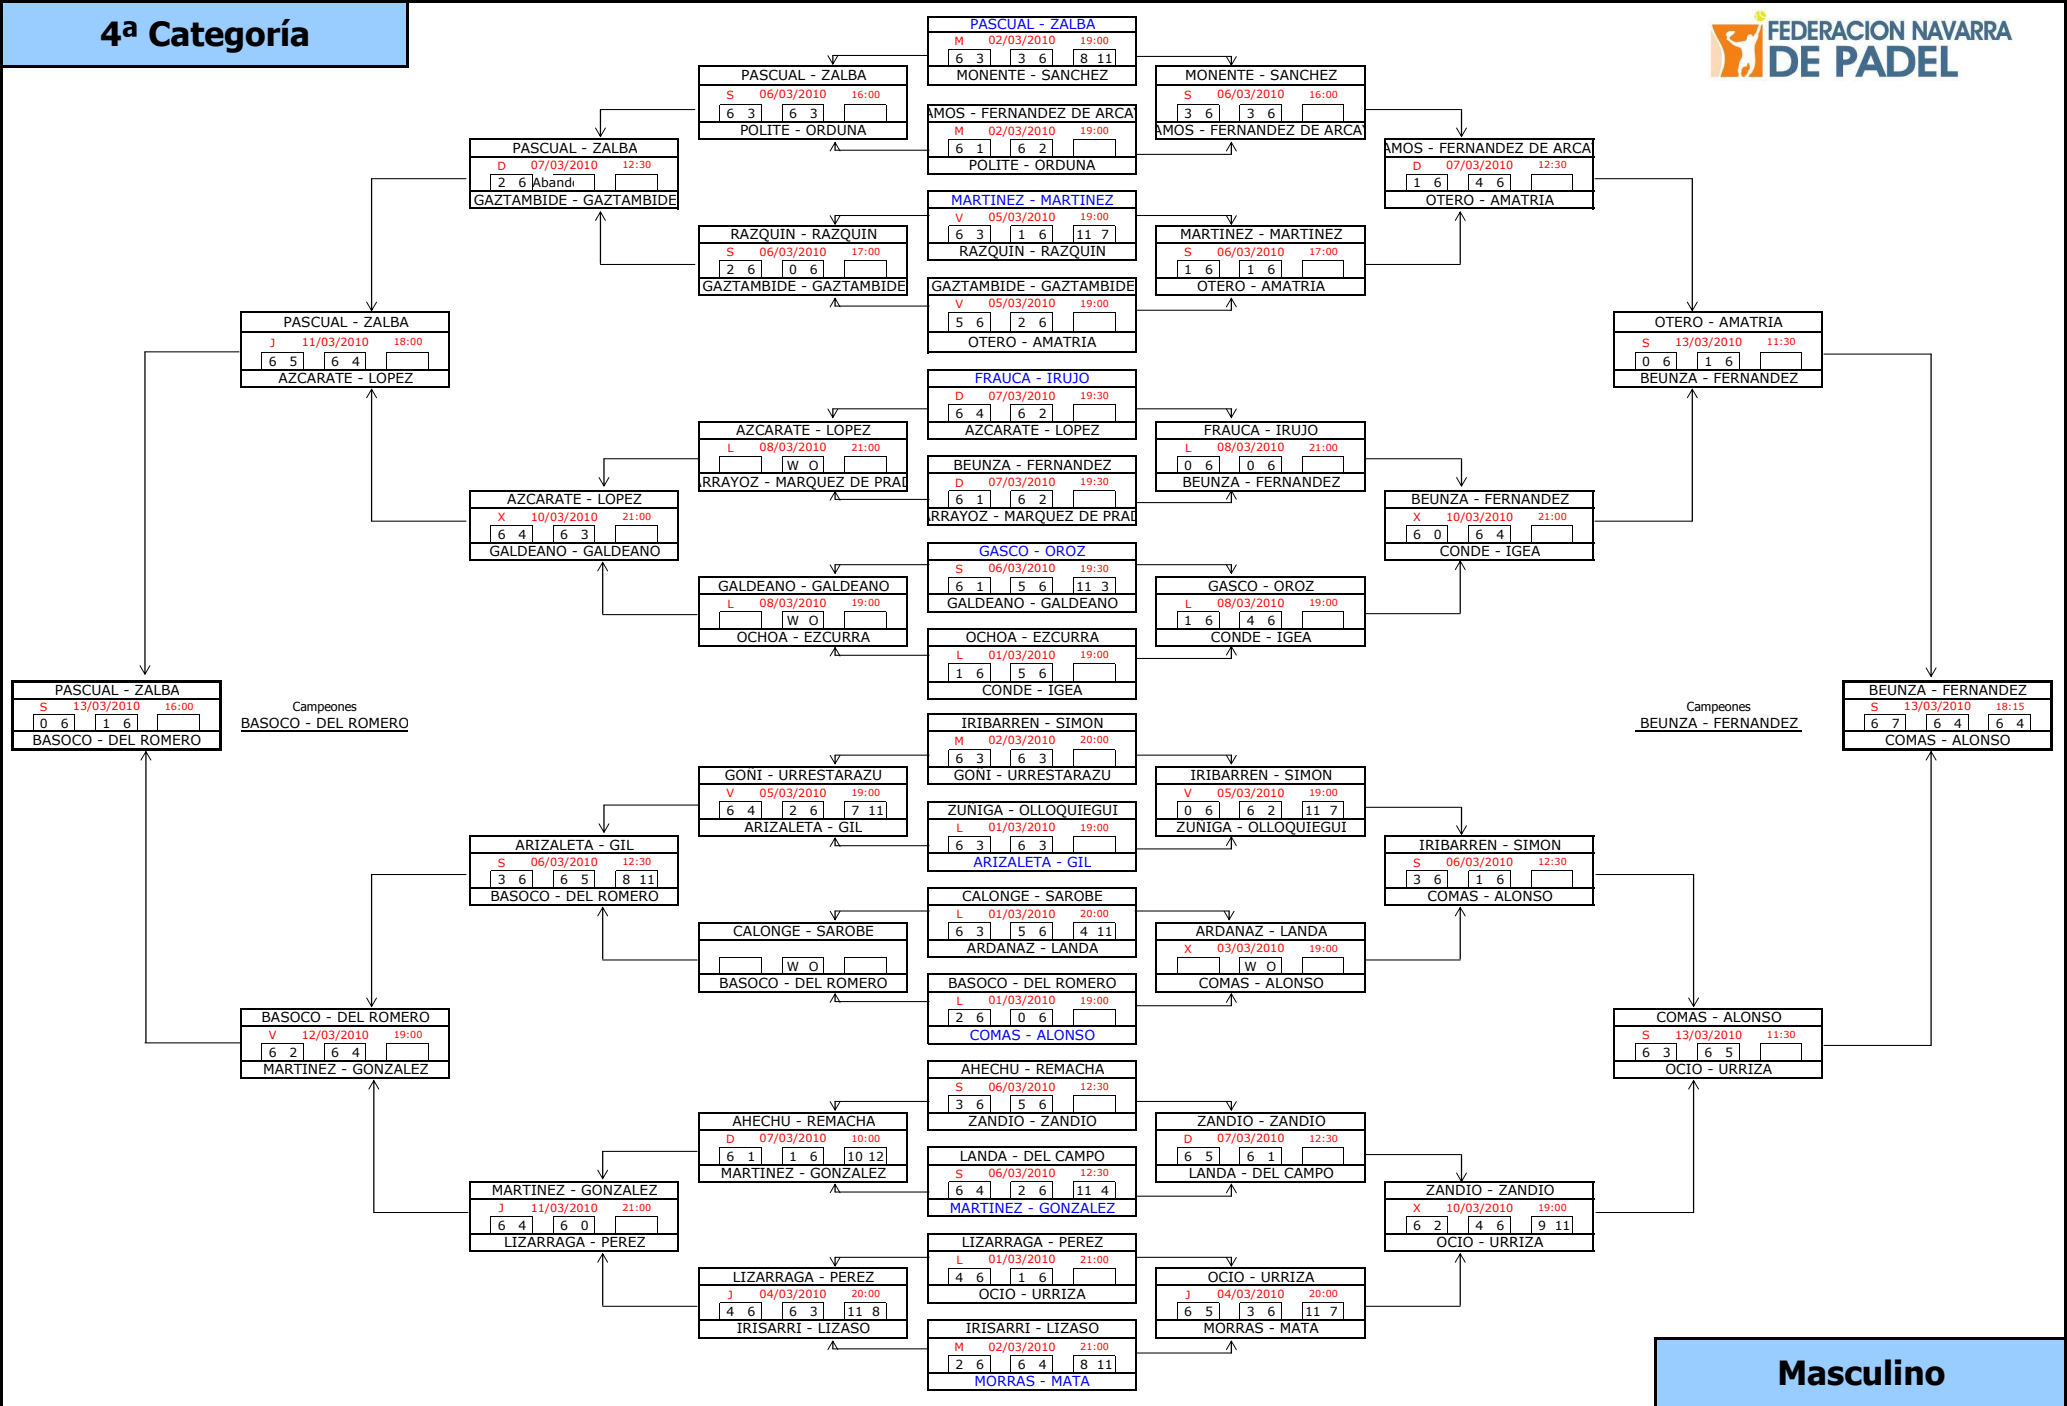 4ª Categoría
FEDERACION NAVARRA
DE PADEL
PASCUAL - ZALBA
M 02/03/2010 19:00
6 3 3 6 8 11
MONENTE - SANCHEZ
AMOS - FERNANDEZ DE ARCA
M 02/03/2010 19:00
6 1 6 2
POLITE - ORDUNA
MARTINEZ - MARTINEZ
V 05/03/2010 19:00
6 3 1 6 11 7
RAZQUIN - RAZQUIN
GAZTAMBIDE - GAZTAMBIDE
V 05/03/2010 19:00
5 6 2 6
OTERO - AMATRIA
FRAUCA - IRUJO
D 07/03/2010 19:30
6 4 6 2
AZCARATE - LOPEZ
BEUNZA - FERNANDEZ
D 07/03/2010 19:30
6 1 6 2
ARRAYOZ - MARQUEZ DE PRAD
GASCO - OROZ
S 06/03/2010 19:30
6 1 5 6 11 3
GALDEANO - GALDEANO
OCHOA - EZCURRA
L 01/03/2010 19:00
1 6 5 6
CONDE - IGEA
IRIBARREN - SIMON
M 02/03/2010 20:00
6 3 6 3
GOÑI - URRESTARAZU
ZUÑIGA - OLLOQUIEGUI
L 01/03/2010 19:00
6 3 6 3
ARIZALETA - GIL
CALONGE - SAROBE
L 01/03/2010 20:00
6 3 5 6 4 11
ARDANAZ - LANDA
BASOCO - DEL ROMERO
L 01/03/2010 19:00
2 6 0 6
COMAS - ALONSO
AHECHU - REMACHA
S 06/03/2010 12:30
3 6 5 6
ZANDIO - ZANDIO
LANDA - DEL CAMPO
S 06/03/2010 12:30
6 4 2 6 11 4
MARTINEZ - GONZALEZ
LIZARRAGA - PEREZ
L 01/03/2010 21:00
4 6 1 6
OCIO - URRIZA
IRISARRI - LIZASO
M 02/03/2010 21:00
2 6 6 4 8 11
MORRAS - MATA
PASCUAL - ZALBA
S 06/03/2010 16:00
6 3 6 3
POLITE - ORDUNA
RAZQUIN - RAZQUIN
S 06/03/2010 17:00
2 6 0 6
GAZTAMBIDE - GAZTAMBIDE
AZCARATE - LOPEZ
L 08/03/2010 21:00
W O
ARRAYOZ - MARQUEZ DE PRAD
GALDEANO - GALDEANO
L 08/03/2010 19:00
W O
OCHOA - EZCURRA
GOÑI - URRESTARAZU
V 05/03/2010 19:00
6 4 2 6 7 11
ARIZALETA - GIL
CALONGE - SAROBE
W O
BASOCO - DEL ROMERO
AHECHU - REMACHA
D 07/03/2010 10:00
6 1 1 6 10 12
MARTINEZ - GONZALEZ
LIZARRAGA - PEREZ
J 04/03/2010 20:00
4 6 6 3 11 8
IRISARRI - LIZASO
PASCUAL - ZALBA
D 07/03/2010 12:30
2 6 Aband
GAZTAMBIDE - GAZTAMBIDE
AZCARATE - LOPEZ
X 10/03/2010 21:00
6 4 6 3
GALDEANO - GALDEANO
ARIZALETA - GIL
S 06/03/2010 12:30
3 6 6 5 8 11
BASOCO - DEL ROMERO
MARTINEZ - GONZALEZ
J 11/03/2010 21:00
6 4 6 0
LIZARRAGA - PEREZ
PASCUAL - ZALBA
J 11/03/2010 18:00
6 5 6 4
AZCARATE - LOPEZ
BASOCO - DEL ROMERO
V 12/03/2010 19:00
6 2 6 4
MARTINEZ - GONZALEZ
PASCUAL - ZALBA
S 13/03/2010 16:00
0 6 1 6
BASOCO - DEL ROMERO
Campeones
BASOCO - DEL ROMERO
MONENTE - SANCHEZ
S 06/03/2010 16:00
3 6 3 6
AMOS - FERNANDEZ DE ARCA
MARTINEZ - MARTINEZ
S 06/03/2010 17:00
1 6 1 6
OTERO - AMATRIA
FRAUCA - IRUJO
L 08/03/2010 21:00
0 6 0 6
BEUNZA - FERNANDEZ
GASCO - OROZ
L 08/03/2010 19:00
1 6 4 6
CONDE - IGEA
IRIBARREN - SIMON
V 05/03/2010 19:00
0 6 6 2 11 7
ZUÑIGA - OLLOQUIEGUI
ARDANAZ - LANDA
X 03/03/2010 19:00
W O
COMAS - ALONSO
ZANDIO - ZANDIO
D 07/03/2010 12:30
6 5 6 1
LANDA - DEL CAMPO
OCIO - URRIZA
J 04/03/2010 20:00
6 5 3 6 11 7
MORRAS - MATA
AMOS - FERNANDEZ DE ARCA
D 07/03/2010 12:30
1 6 4 6
OTERO - AMATRIA
BEUNZA - FERNANDEZ
X 10/03/2010 21:00
6 0 6 4
CONDE - IGEA
IRIBARREN - SIMON
S 06/03/2010 12:30
3 6 1 6
COMAS - ALONSO
ZANDIO - ZANDIO
X 10/03/2010 19:00
6 2 4 6 9 11
OCIO - URRIZA
OTERO - AMATRIA
S 13/03/2010 11:30
0 6 1 6
BEUNZA - FERNANDEZ
COMAS - ALONSO
S 13/03/2010 11:30
6 3 6 5
OCIO - URRIZA
Campeones
BEUNZA - FERNANDEZ
BEUNZA - FERNANDEZ
S 13/03/2010 18:15
6 7 6 4 6 4
COMAS - ALONSO
Masculino